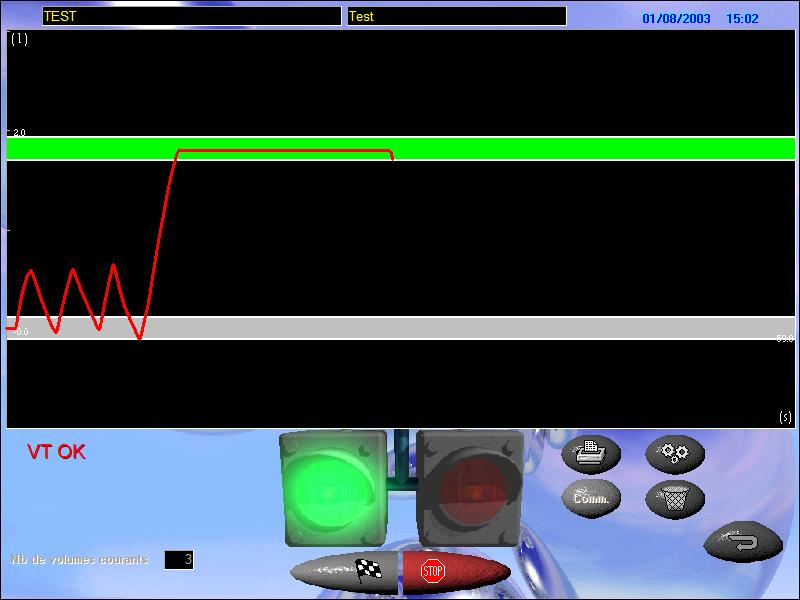 TEST Test 01/08/2003 15:02
(l)
2.0
-0.0
59.0
(s)
VT OK
Comm.
Nb de volumes courants 3
STOP